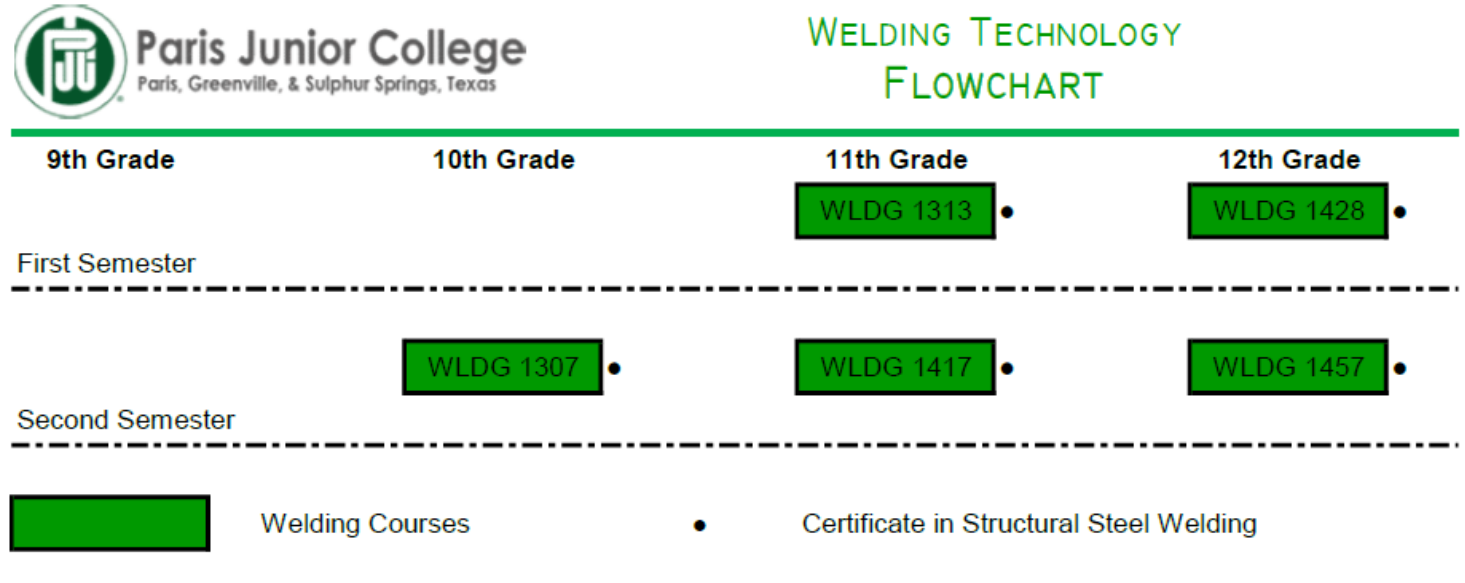 Paris Junior College
Paris, Greenville, & Sulphur Springs, Texas
WELDING TECHNOLOGY
FLOWCHART
9th Grade 10th Grade 11th Grade 12th Grade
WLDG 1313 • WLDG 1428 •
First Semester
WLDG 1307 • WLDG 1417 • WLDG 1457 •
Second Semester
Welding Courses • Certificate in Structural Steel Welding